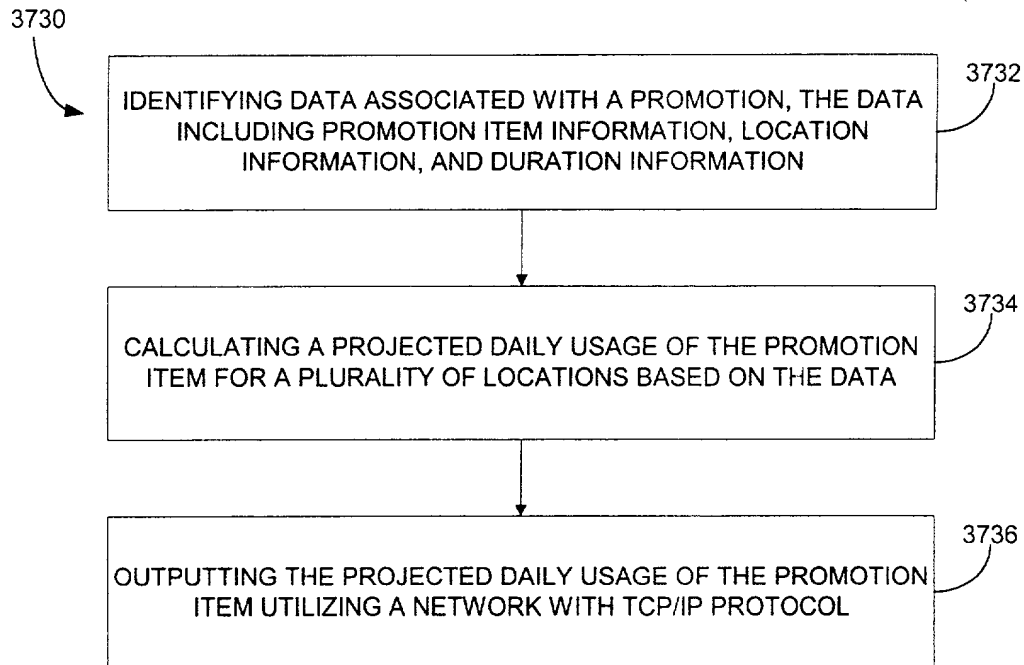 3730
3732
IDENTIFYING DATA ASSOCIATED WITH A PROMOTION, THE DATA
INCLUDING PROMOTION ITEM INFORMATION, LOCATION
INFORMATION, AND DURATION INFORMATION
3734
CALCULATING A PROJECTED DAILY USAGE OF THE PROMOTION
ITEM FOR A PLURALITY OF LOCATIONS BASED ON THE DATA
3736
OUTPUTTING THE PROJECTED DAILY USAGE OF THE PROMOTION
ITEM UTILIZING A NETWORK WITH TCP/IP PROTOCOL